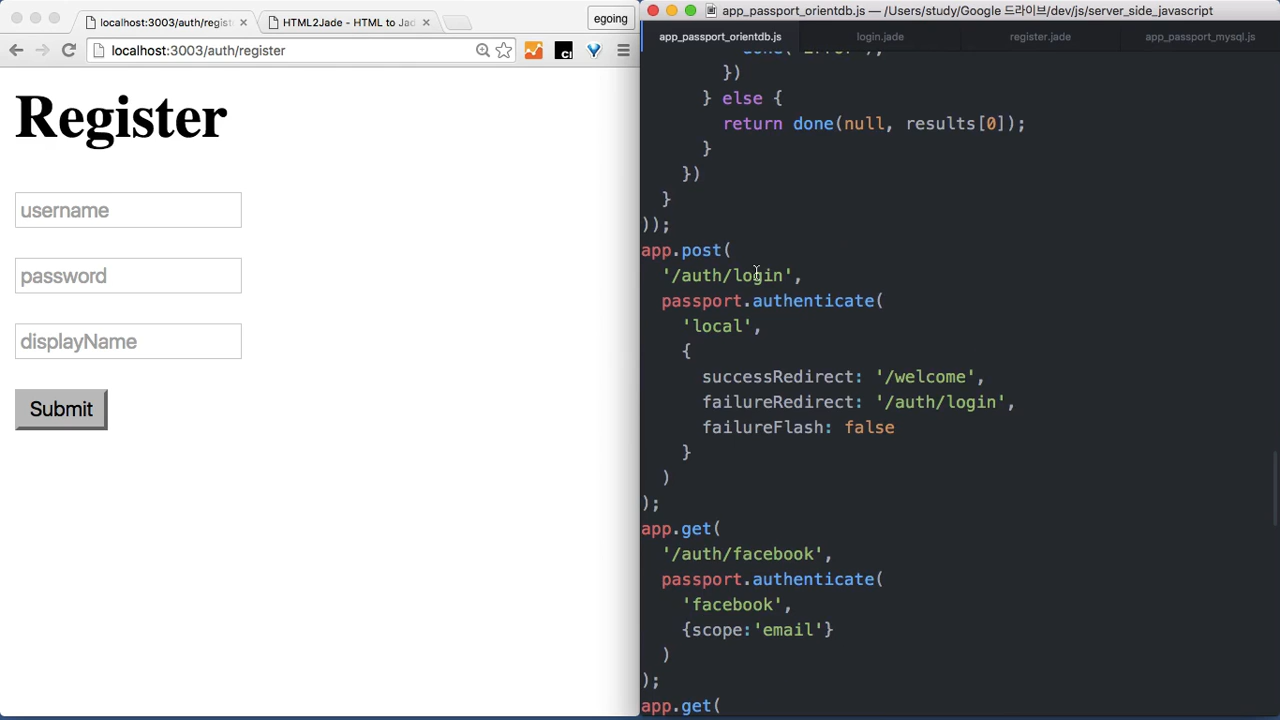 localhost:3003/auth/regist
HTML2Jade - HTML to Jad
egoing
localhost:3003/auth/register
Register
username
password
displayName
Submit
app_passport_orientdb.js — /Users/study/Google 드라이브/dev/js/server_side_javascript
app_passport_orientdb.js
login.jade
register.jade
app_passport_mysql.js
})
} else {
return done(null, results[0]);
}
})
}
));
app.post(
'/auth/login',
passport.authenticate(
'local',
{
successRedirect: '/welcome',
failureRedirect: '/auth/login',
failureFlash: false
}
)
);
app.get(
'/auth/facebook',
passport.authenticate(
'facebook',
{scope:'email'}
)
);
app.get(